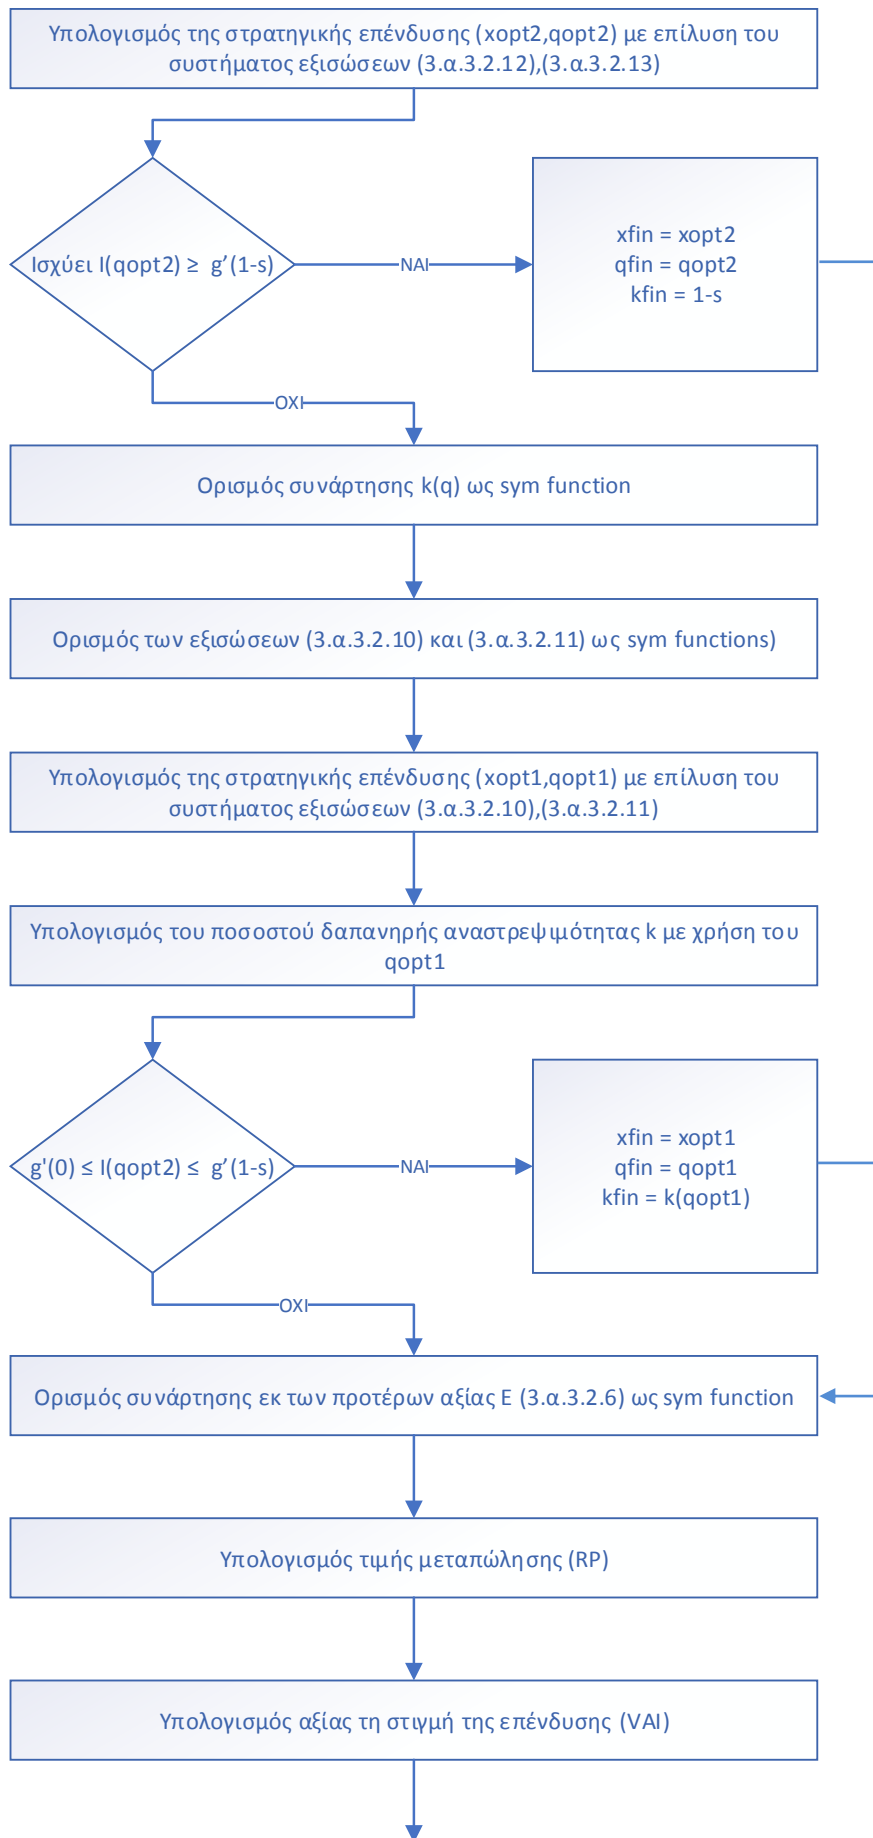 Υπολογισμός της στρατηγικής επένδυσης (xopt2,qopt2) με επίλυση του
συστήματος εξισώσεων (3.α.3.2.12),(3.α.3.2.13)
Ισχύει I(qopt2) ≥ g’(1-s)
ΝΑΙ
xfin = xopt2
qfin = qopt2
kfin = 1-s
ΟΧΙ
Ορισμός συνάρτησης k(q) ως sym function
Ορισμός των εξισώσεων (3.α.3.2.10) και (3.α.3.2.11) ως sym functions)
Υπολογισμός της στρατηγικής επένδυσης (xopt1,qopt1) με επίλυση του
συστήματος εξισώσεων (3.α.3.2.10),(3.α.3.2.11)
Υπολογισμός του ποσοστού δαπανηρής αναστρεψιμότητας k με χρήση του
qopt1
g'(0) ≤ I(qopt2) ≤ g’(1-s)
ΝΑΙ
xfin = xopt1
qfin = qopt1
kfin = k(qopt1)
ΟΧΙ
Ορισμός συνάρτησης εκ των προτέρων αξίας E (3.α.3.2.6) ως sym function
Υπολογισμός τιμής μεταπώλησης (RP)
Υπολογισμός αξίας τη στιγμή της επένδυσης (VAI)